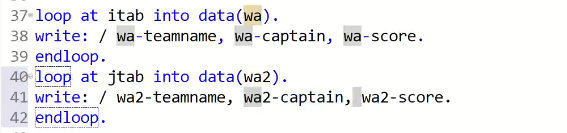 37 loop at itab into data(wa).
38 write: / wa-teamname, wa-captain, wa-score.
39 endloop.
40 loop at jtab into data(wa2).
41 write: / wa2-teamname, wa2-captain, wa2-score.
42 endloop.